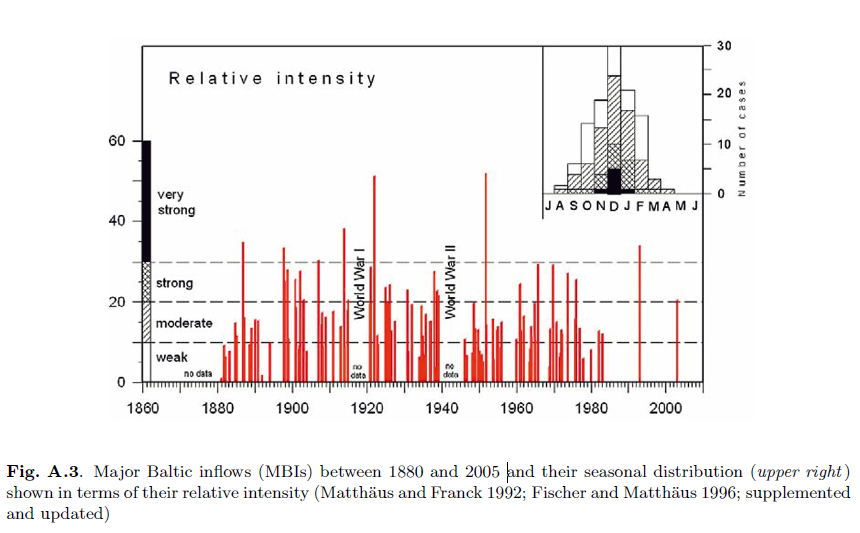 Relative intensity
30
20
10
0
Number of cases
J A S O N D J F M A M J
60
very
strong
40
strong
20
moderate
weak
0
no data
World War I
no
data
World War II
no
data
1860 1880 1900 1920 1940 1960 1980 2000
Fig. A.3. Major Baltic inflows (MBIs) between 1880 and 2005 and their seasonal distribution (upper right)
shown in terms of their relative intensity (Matthäus and Franck 1992; Fischer and Matthäus 1996; supplemented
and updated)